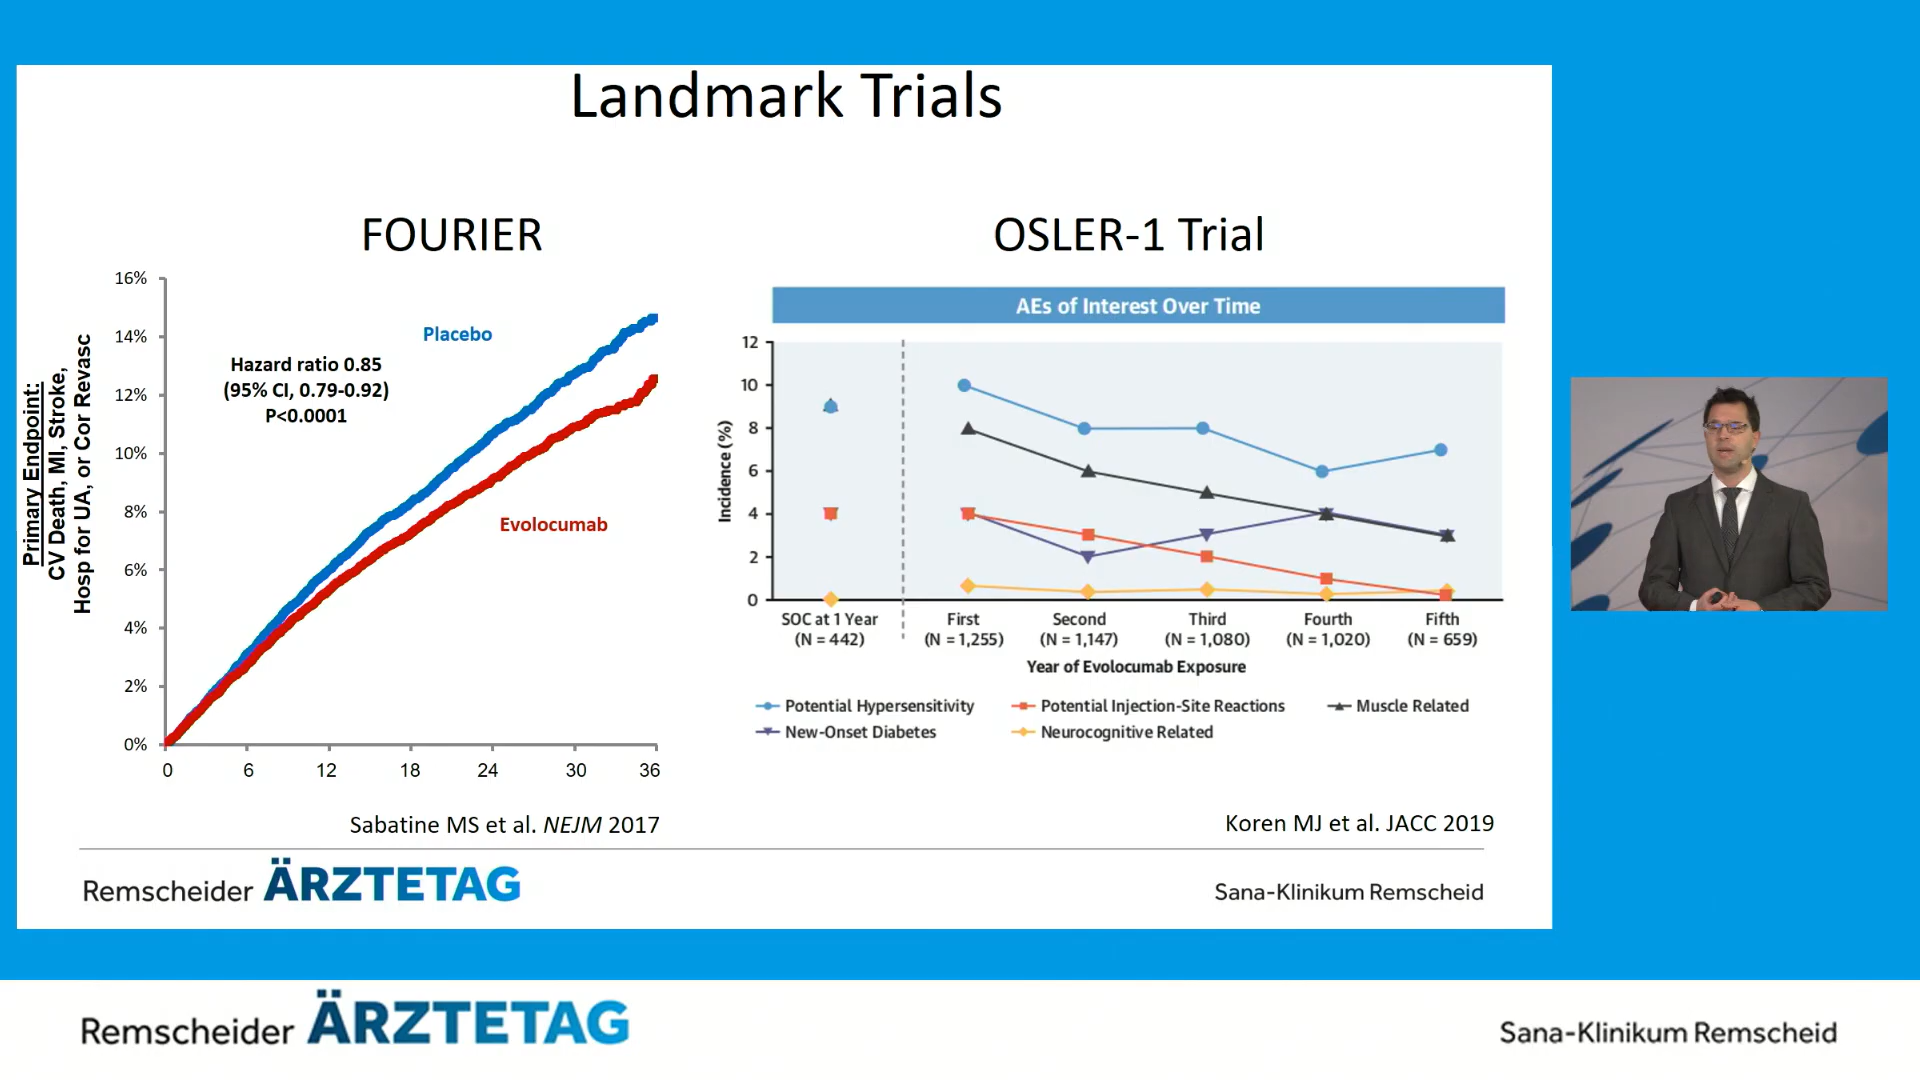 Landmark Trials
FOURIER
16%
14%
12%
10%
8%
6%
4%
2%
0%
Primary Endpoint:
CV Death, MI, Stroke,
Hosp for UA, or Cor Revasc
Hazard ratio 0.85
(95% CI, 0.79-0.92)
P<0.0001
Placebo
Evolocumab
0 6 12 18 24 30 36
Sabatine MS et al. NEJM 2017
OSLER-1 Trial
AEs of Interest Over Time
12
10
8
6
4
2
0
Incidence (%)
SOC at 1 Year First Second Third Fourth Fifth
(N = 442) (N = 1,255) (N = 1,147) (N = 1,080) (N = 1,020) (N = 659)
Year of Evolocumab Exposure
Potential Hypersensitivity Potential Injection-Site Reactions Muscle Related
New-Onset Diabetes Neurocognitive Related
Koren MJ et al. JACC 2019
Remscheider ÄRZTETAG
Sana-Klinikum Remscheid
Remscheider ÄRZTETAG
Sana-Klinikum Remscheid